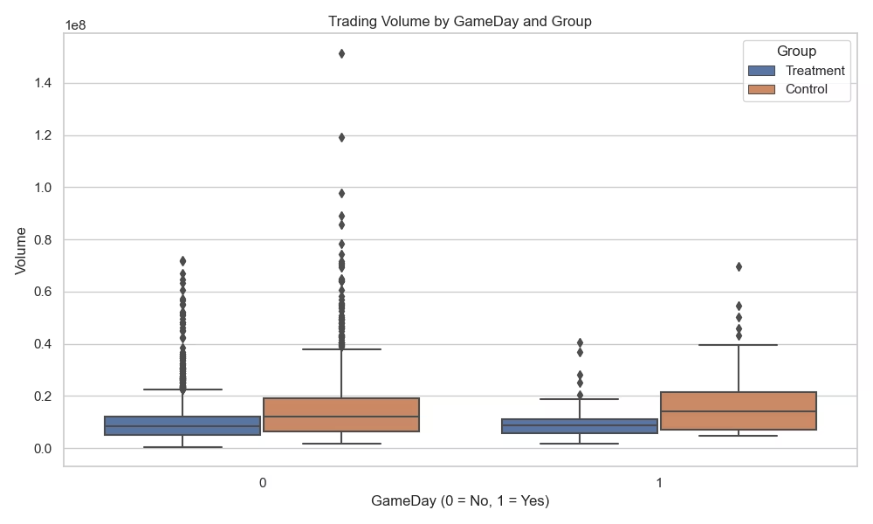 Trading Volume by GameDay and Group
1e8
Group
Treatment
Control
1.4
1.2
1.0
0.8
0.6
0.4
0.2
0.0
Volume
0
1
GameDay (0 = No, 1 = Yes)